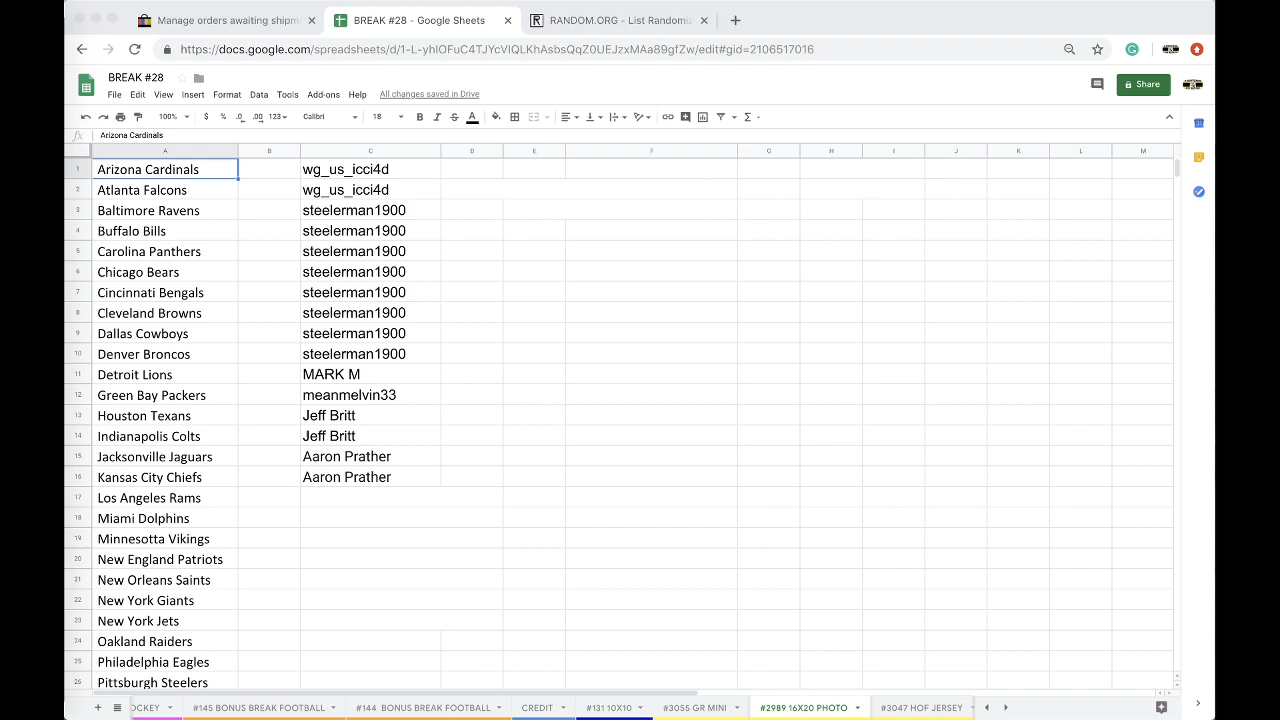 Manage orders awaiting shipm
BREAK #28 - Google Sheets
RANDOM.ORG - List Randomiz
https://docs.google.com/spreadsheets/d/1-L-yhIOFuC4TJYcVIQLKhAsbsQqZ0UEJzxMAa89gfZw/edit#gid=2106517016
BREAK #28
File Edit View Insert Format Data Tools Add-ons Help All changes saved in Drive
Share
100% $ % .0 .00 123 Calibri 18 B I S A
fx Arizona Cardinals
A B C D E F G H I J K L M
1 Arizona Cardinals wg_us_icci4d
2 Atlanta Falcons wg_us_icci4d
3 Baltimore Ravens steelerman1900
4 Buffalo Bills steelerman1900
5 Carolina Panthers steelerman1900
6 Chicago Bears steelerman1900
7 Cincinnati Bengals steelerman1900
8 Cleveland Browns steelerman1900
9 Dallas Cowboys steelerman1900
10 Denver Broncos steelerman1900
11 Detroit Lions MARK M
12 Green Bay Packers meanmelvin33
13 Houston Texans Jeff Britt
14 Indianapolis Colts Jeff Britt
15 Jacksonville Jaguars Aaron Prather
16 Kansas City Chiefs Aaron Prather
17 Los Angeles Rams
18 Miami Dolphins
19 Minnesotta Vikings
20 New England Patriots
21 New Orleans Saints
22 New York Giants
23 New York Jets
24 Oakland Raiders
25 Philadelphia Eagles
26 Pittsburgh Steelers
OCKEY #145 BONUS BREAK FOOTBALL #144 BONUS BREAK FOOTBALL CREDIT #131 10X10 #3055 GR MINI #2989 16X20 PHOTO #3047 HOF JERSEY